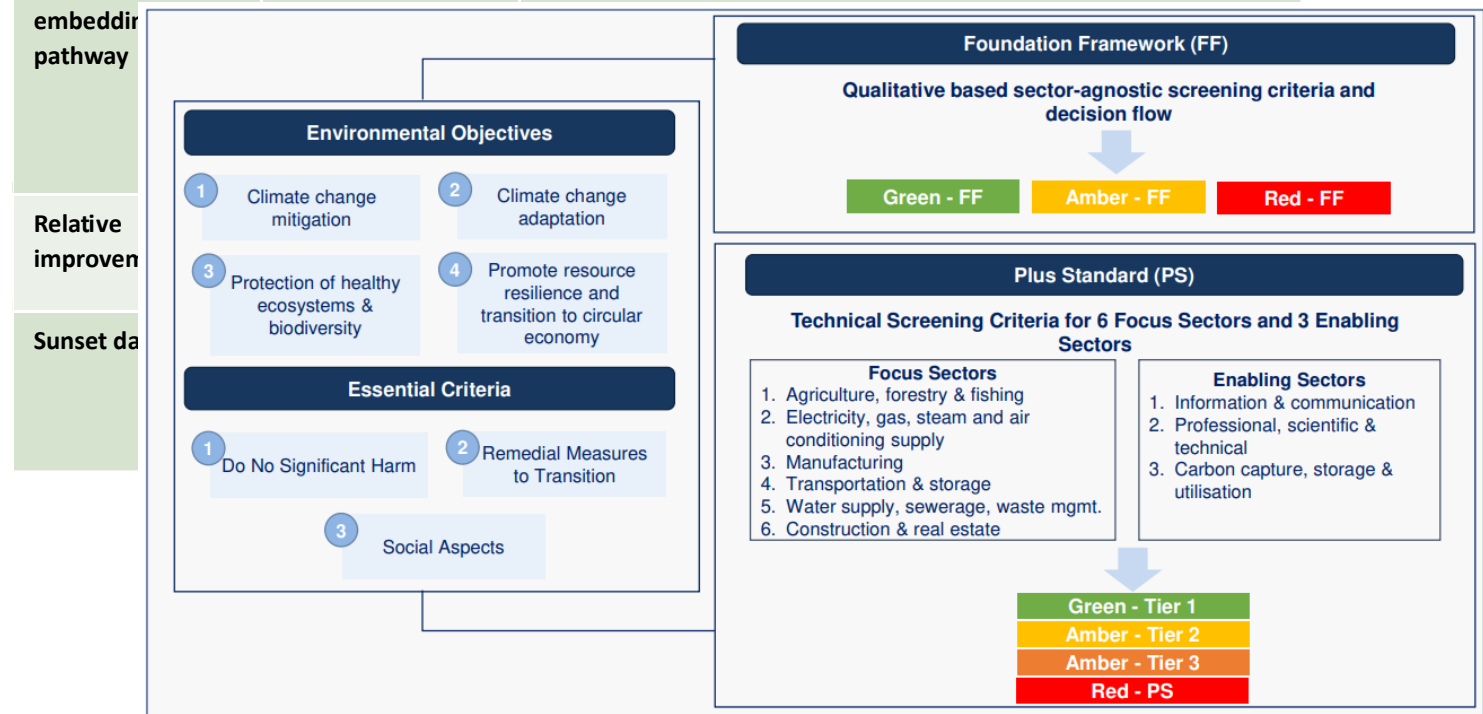 embeddin
pathway
Relative
improvem
Sunset da
Environmental Objectives
1
Climate change
mitigation
2
Climate change
adaptation
3
Protection of healthy
ecosystems &
biodiversity
4
Promote resource
resilience and
transition to circular
economy
Essential Criteria
1
Do No Significant Harm
2
Remedial Measures
to Transition
3
Social Aspects
Foundation Framework (FF)
Qualitative based sector-agnostic screening criteria and
decision flow
Green - FF
Amber - FF
Red - FF
Plus Standard (PS)
Technical Screening Criteria for 6 Focus Sectors and 3 Enabling
Sectors
Focus Sectors
1. Agriculture, forestry & fishing
2. Electricity, gas, steam and air
conditioning supply
3. Manufacturing
4. Transportation & storage
5. Water supply, sewerage, waste mgmt.
6. Construction & real estate
Enabling Sectors
1. Information & communication
2. Professional, scientific &
technical
3. Carbon capture, storage &
utilisation
Green - Tier 1
Amber - Tier 2
Amber - Tier 3
Red - PS